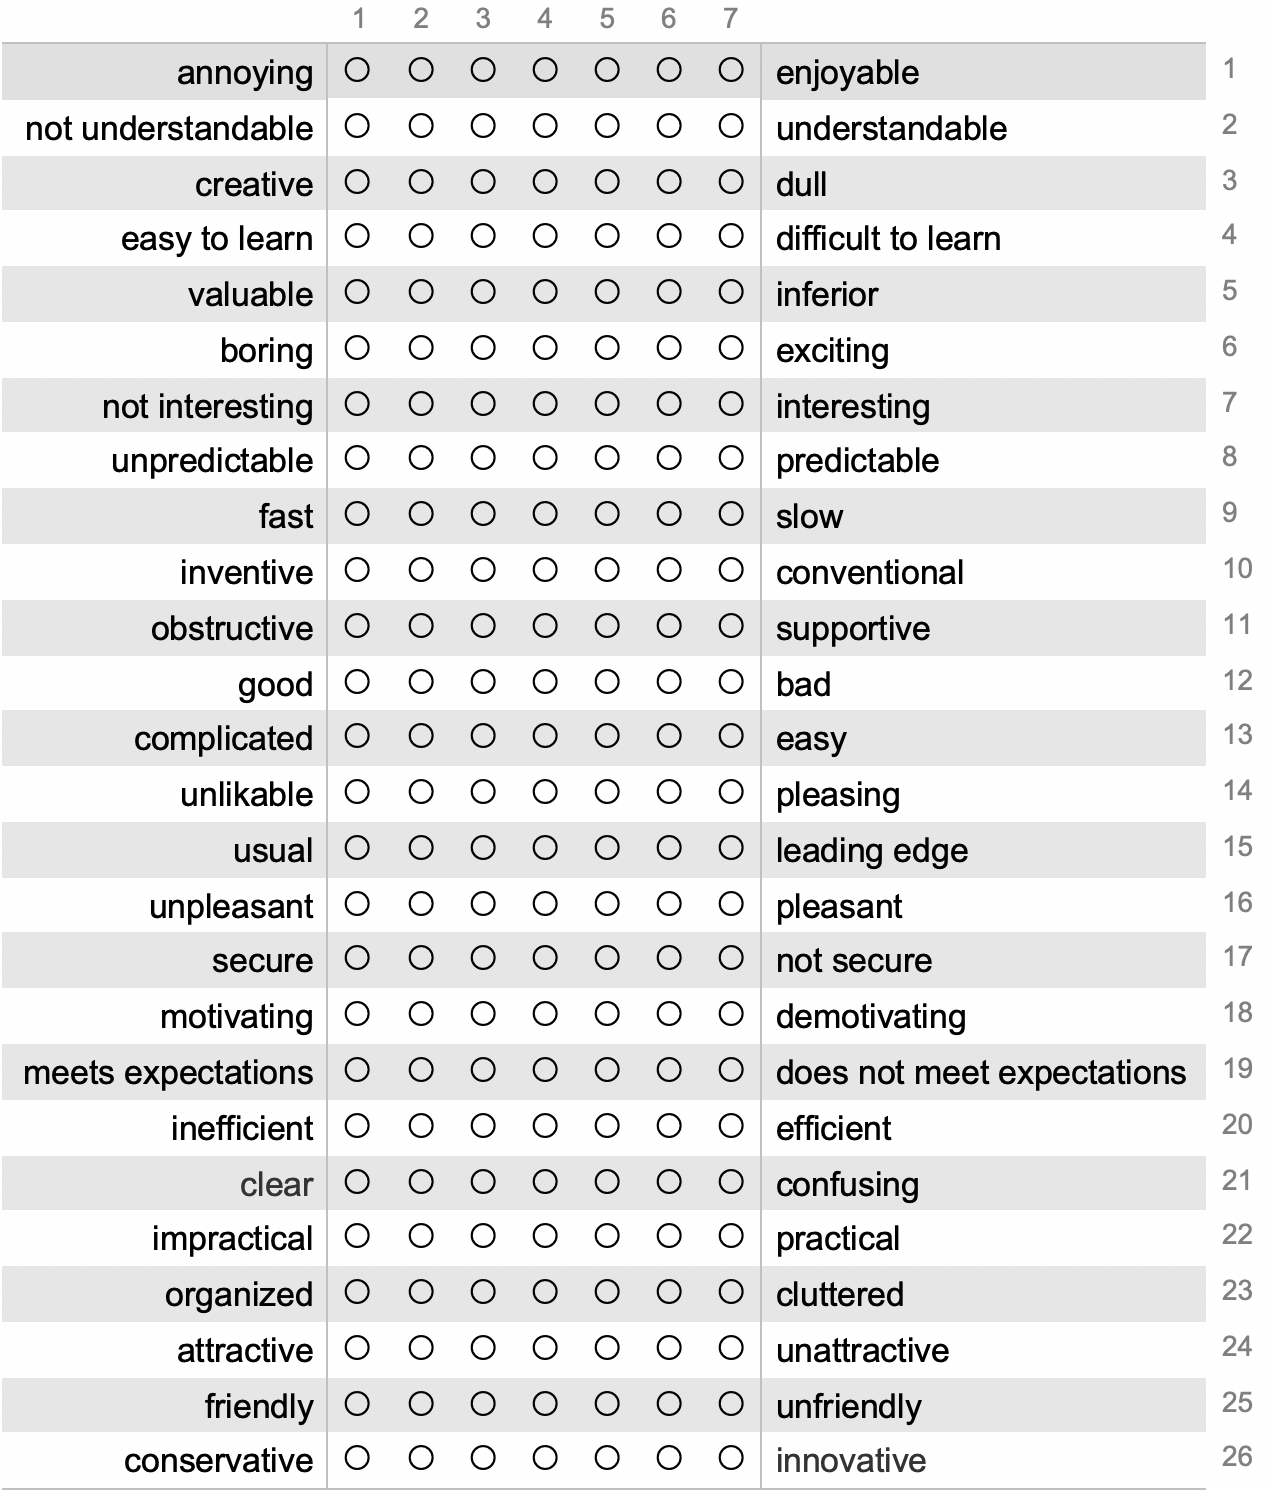 1 2 3 4 5 6 7
annoying enjoyable 1
not understandable understandable 2
creative dull 3
easy to learn difficult to learn 4
valuable inferior 5
boring exciting 6
not interesting interesting 7
unpredictable predictable 8
fast slow 9
inventive conventional 10
obstructive supportive 11
good bad 12
complicated easy 13
unlikable pleasing 14
usual leading edge 15
unpleasant pleasant 16
secure not secure 17
motivating demotivating 18
meets expectations does not meet expectations 19
inefficient efficient 20
clear confusing 21
impractical practical 22
organized cluttered 23
attractive unattractive 24
friendly unfriendly 25
conservative innovative 26